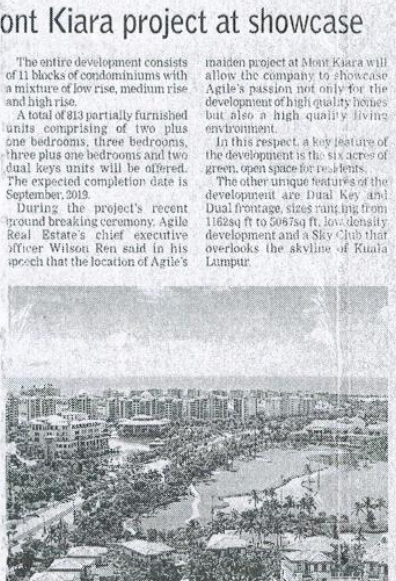 ont Kiara project at showcase
The entire development consists
of 11 blocks of condominiums with
a mixture of low rise, medium rise
and high rise.
A total of 813 partially furnished
units comprising of two plus
one bedrooms, three bedrooms,
three plus one bedrooms and two
dual keys units will be offered.
The expected completion date is
September, 2019.
During the project's recent
ground breaking ceremony, Agile
Real Estate's chief executive
officer Wilson Ren said in his
speech that the location of Agile's
maiden project at Mont Kiara will
allow the company to showcase
Agile's passion not only for the
development of high quality homes
but also a high quality living
environment.
In this respect, a key feature of
the development is the six acres of
green, open space for residents.
The other unique features of the
development are Dual Key and
Dual frontage, sizes ranging from
1162sq ft to 5067sq ft, low density
development and a Sky Club that
overlooks the skyline of Kuala
Lumpur.